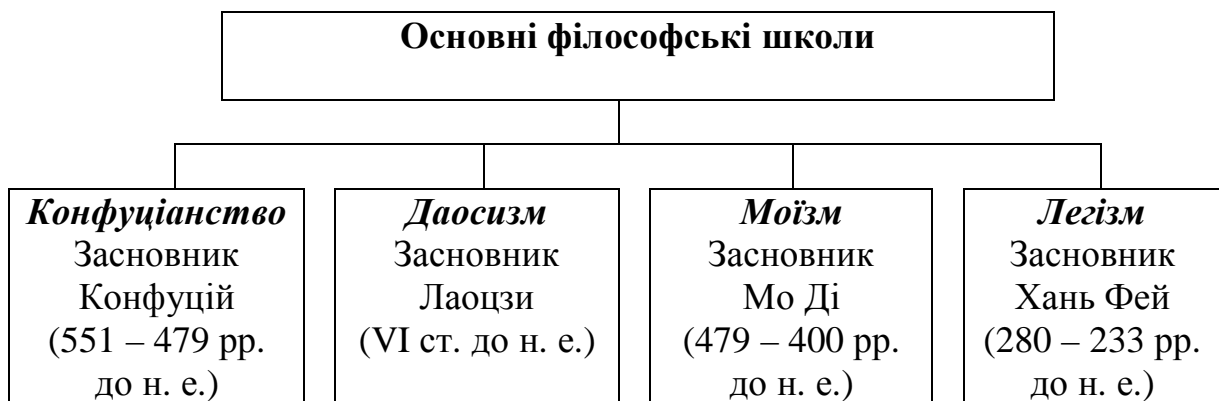 Основні філософські школи
Конфуціанство
Засновник
Конфуцій
(551 – 479 рр.
до н. е.)
Даосизм
Засновник
Лаоцзи
(VI ст. до н. е.)
Моїзм
Засновник
Мо Ді
(479 – 400 рр.
до н. е.)
Легізм
Засновник
Хань Фей
(280 – 233 рр.
до н. е.)